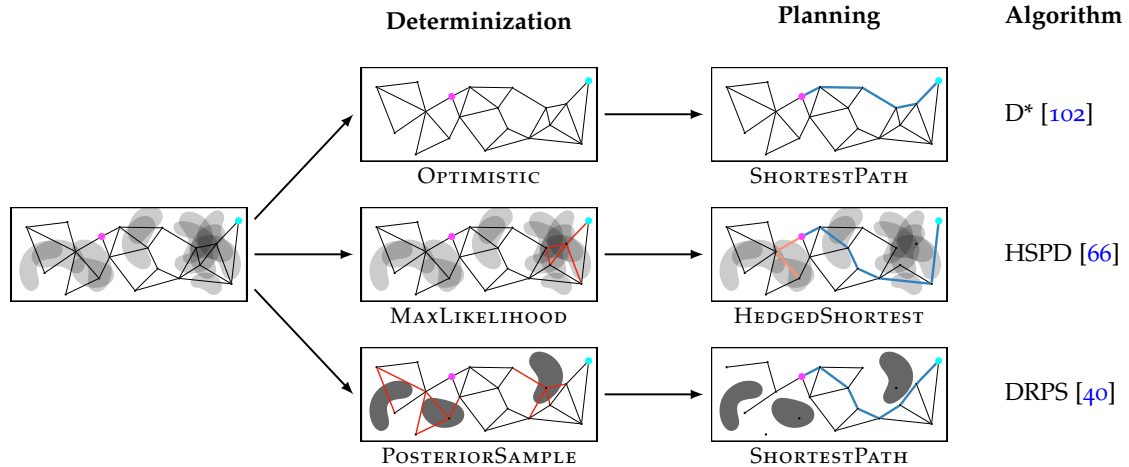 Determinization Planning Algorithm
D* [102]
OPTIMISTIC SHORTESTPATH
HSPD [66]
MAXLIKELIHOOD HEDGEDSHORTEST
DRPS [40]
POSTERIORSAMPLE SHORTESTPATH